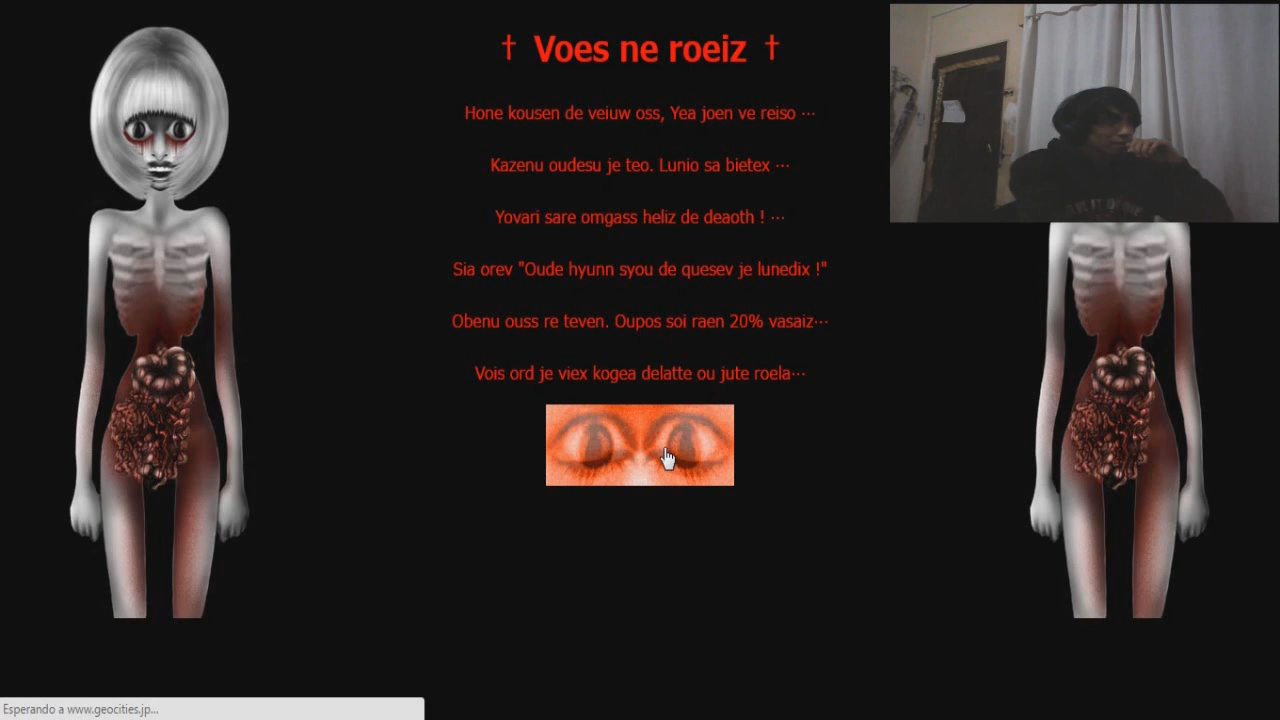 † Voes ne roeiz †
Hone kousen de veiuw oss, Yea joen ve reiso ···
Kazenu oudesu je teo. Lunio sa bietex ···
Yovari sare omgass heliz de deaoth ! ···
Sia orev "Oude hyunn syou de quesev je lunedix !"
Obenu ouss re teven. Oupos soi raen 20% vasaiz···
Vois ord je viex kogea delatte ou jute roela···
Esperando a www.geocities.jp...